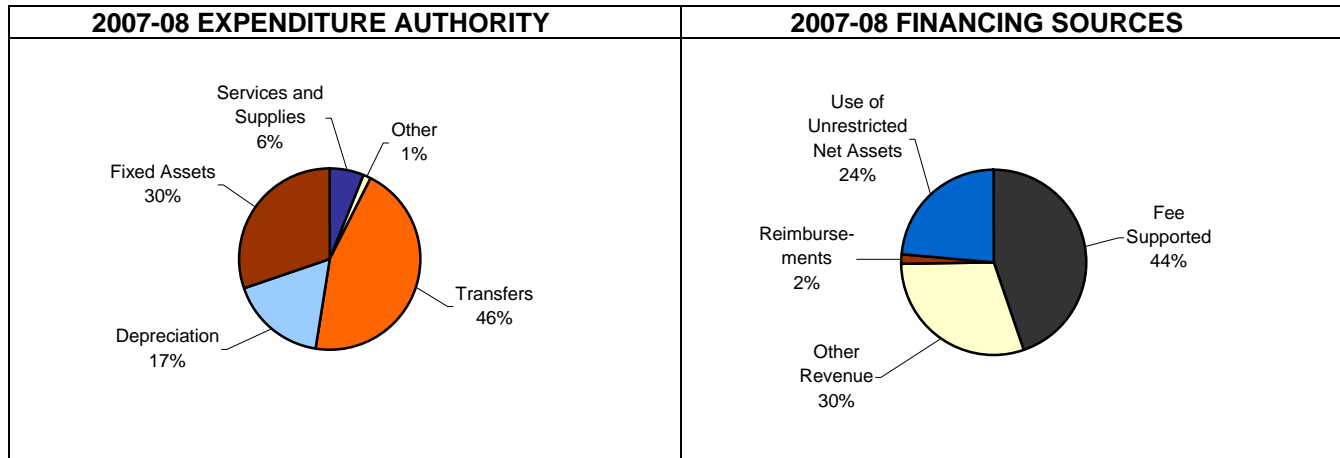 2007-08 EXPENDITURE AUTHORITY
Services and
Supplies
6%
Other
1%
Fixed Assets
30%
Transfers
46%
Depreciation
17%
2007-08 FINANCING SOURCES
Use of
Unrestricted
Net Assets
24%
Fee
Supported
44%
Reimburse-
ments
2%
Other
Revenue
30%